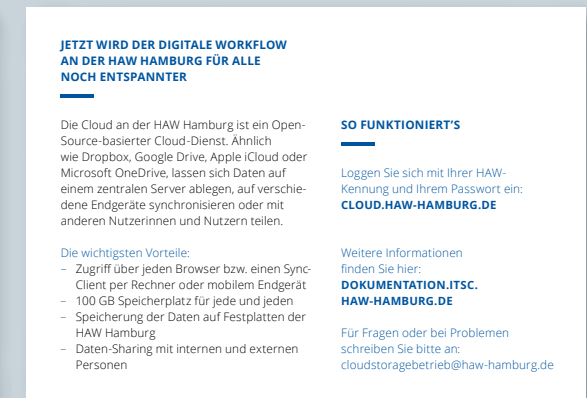 JETZT WIRD DER DIGITALE WORKFLOW
AN DER HAW HAMBURG FÜR ALLE
NOCH ENTSPANNTER
Die Cloud an der HAW Hamburg ist ein Open-
Source-basierter Cloud-Dienst. Ähnlich
wie Dropbox, Google Drive, Apple iCloud oder
Microsoft OneDrive, lassen sich Daten auf
einem zentralen Server ablegen, auf verschie-
dene Endgeräte synchronisieren oder mit
anderen Nutzerinnen und Nutzern teilen.
Die wichtigsten Vorteile:
– Zugriff über jeden Browser bzw. einen Sync-
Client per Rechner oder mobilem Endgerät
– 100 GB Speicherplatz für jede und jeden
– Speicherung der Daten auf Festplatten der
HAW Hamburg
– Daten-Sharing mit internen und externen
Personen
SO FUNKTIONIERT'S
Loggen Sie sich mit Ihrer HAW-
Kennung und Ihrem Passwort ein:
CLOUD.HAW-HAMBURG.DE
Weitere Informationen
finden Sie hier:
DOKUMENTATION.ITSC.
HAW-HAMBURG.DE
Für Fragen oder bei Problemen
schreiben Sie bitte an:
cloudstoragebetrieb@haw-hamburg.de